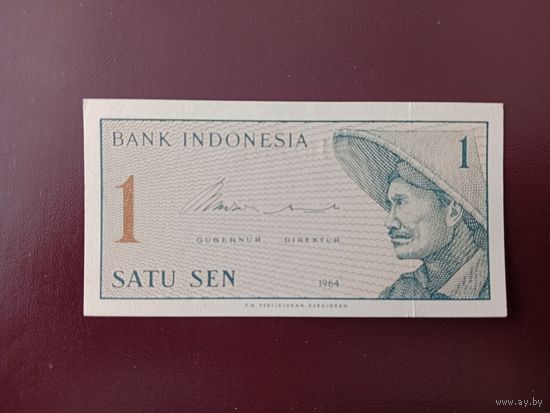 BANK INDONESIA
1
1
GUBERNUR DIREKTUR
SATU SEN
1964
P.N. PERTJETAKAN KEBAJORAN
www.ay.by